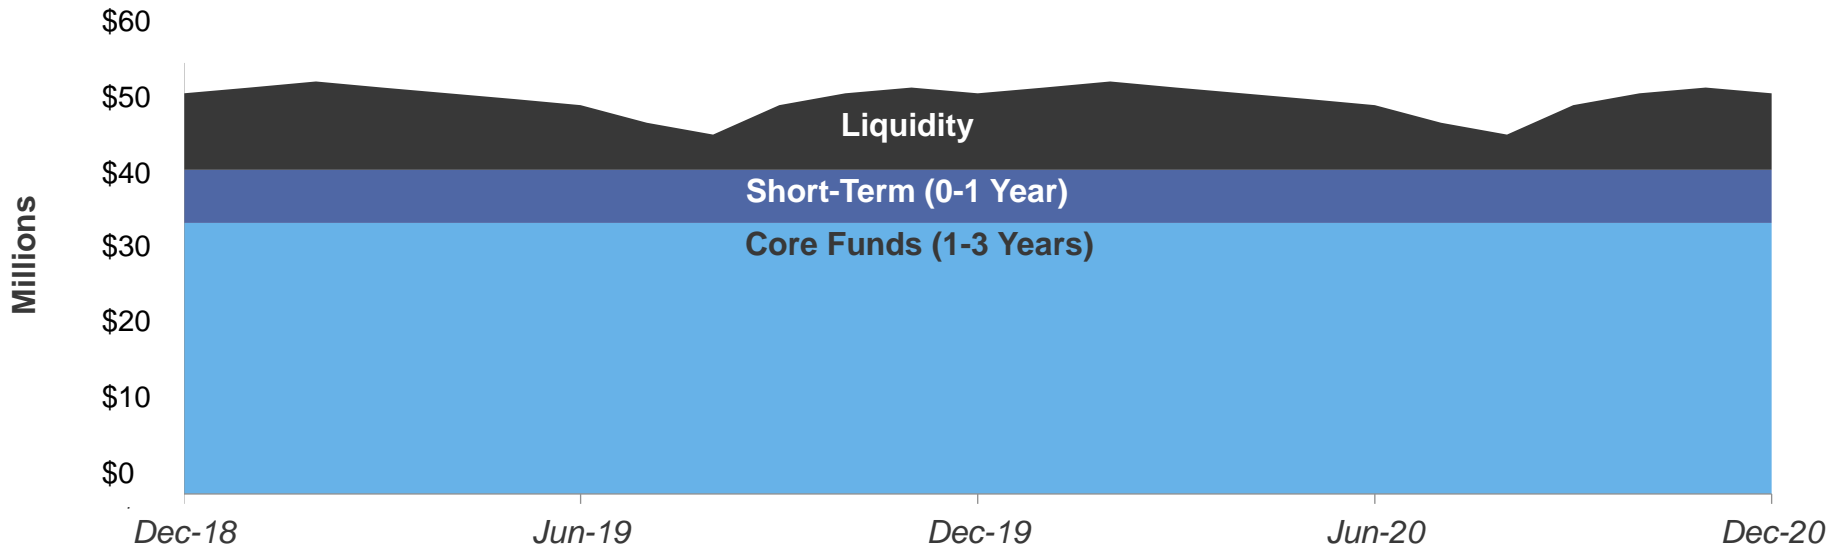 $60
$50
$40
$30
$20
$10
$0
Millions
Liquidity
Short-Term (0-1 Year)
Core Funds (1-3 Years)
Dec-18
Jun-19
Dec-19
Jun-20
Dec-20